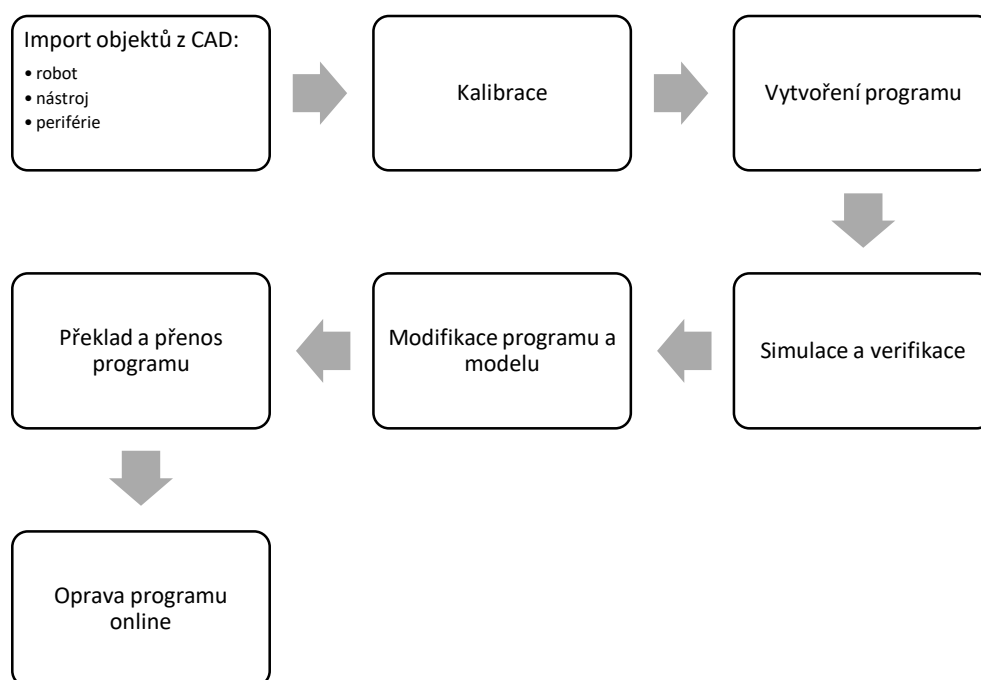 Import objektů z CAD:
• robot
• nástroj
• periférie
Kalibrace
Vytvoření programu
Simulace a verifikace
Modifikace programu a
modelu
Překlad a přenos
programu
Oprava programu
online